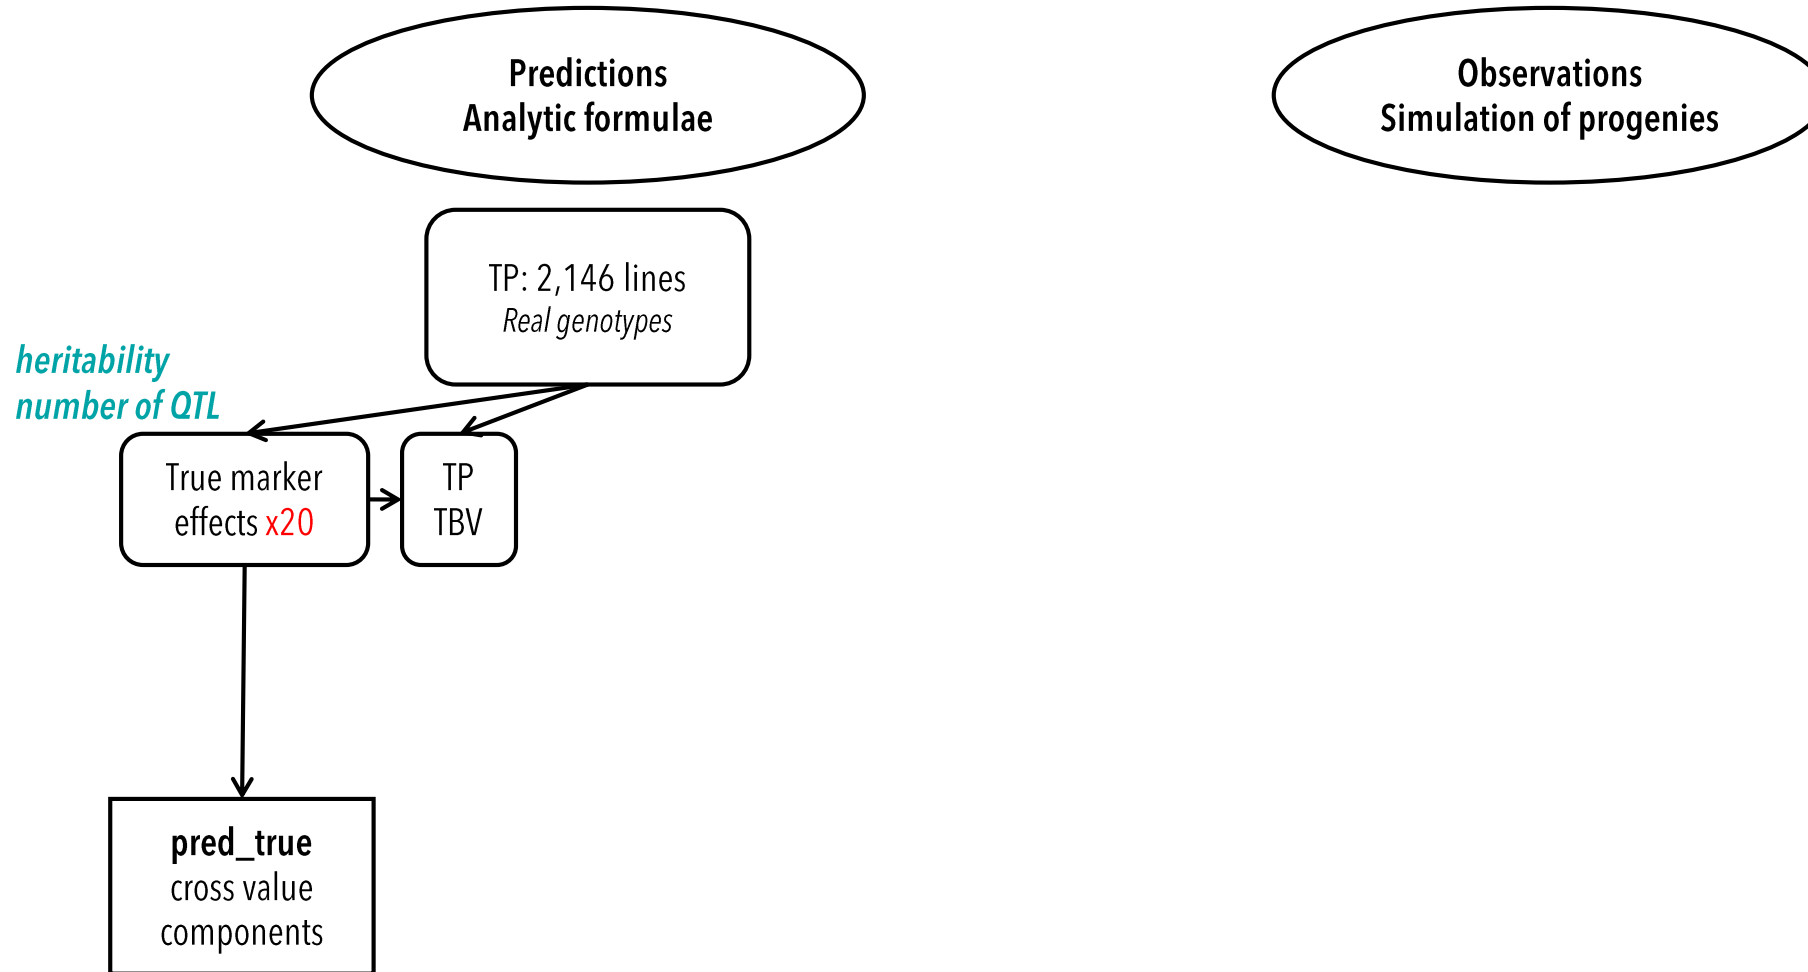 Predictions
Analytic formulae
Observations
Simulation of progenies
TP: 2,146 lines
Real genotypes
heritability
number of QTL
True marker
effects x20
TP
TBV
pred_true
cross value
components